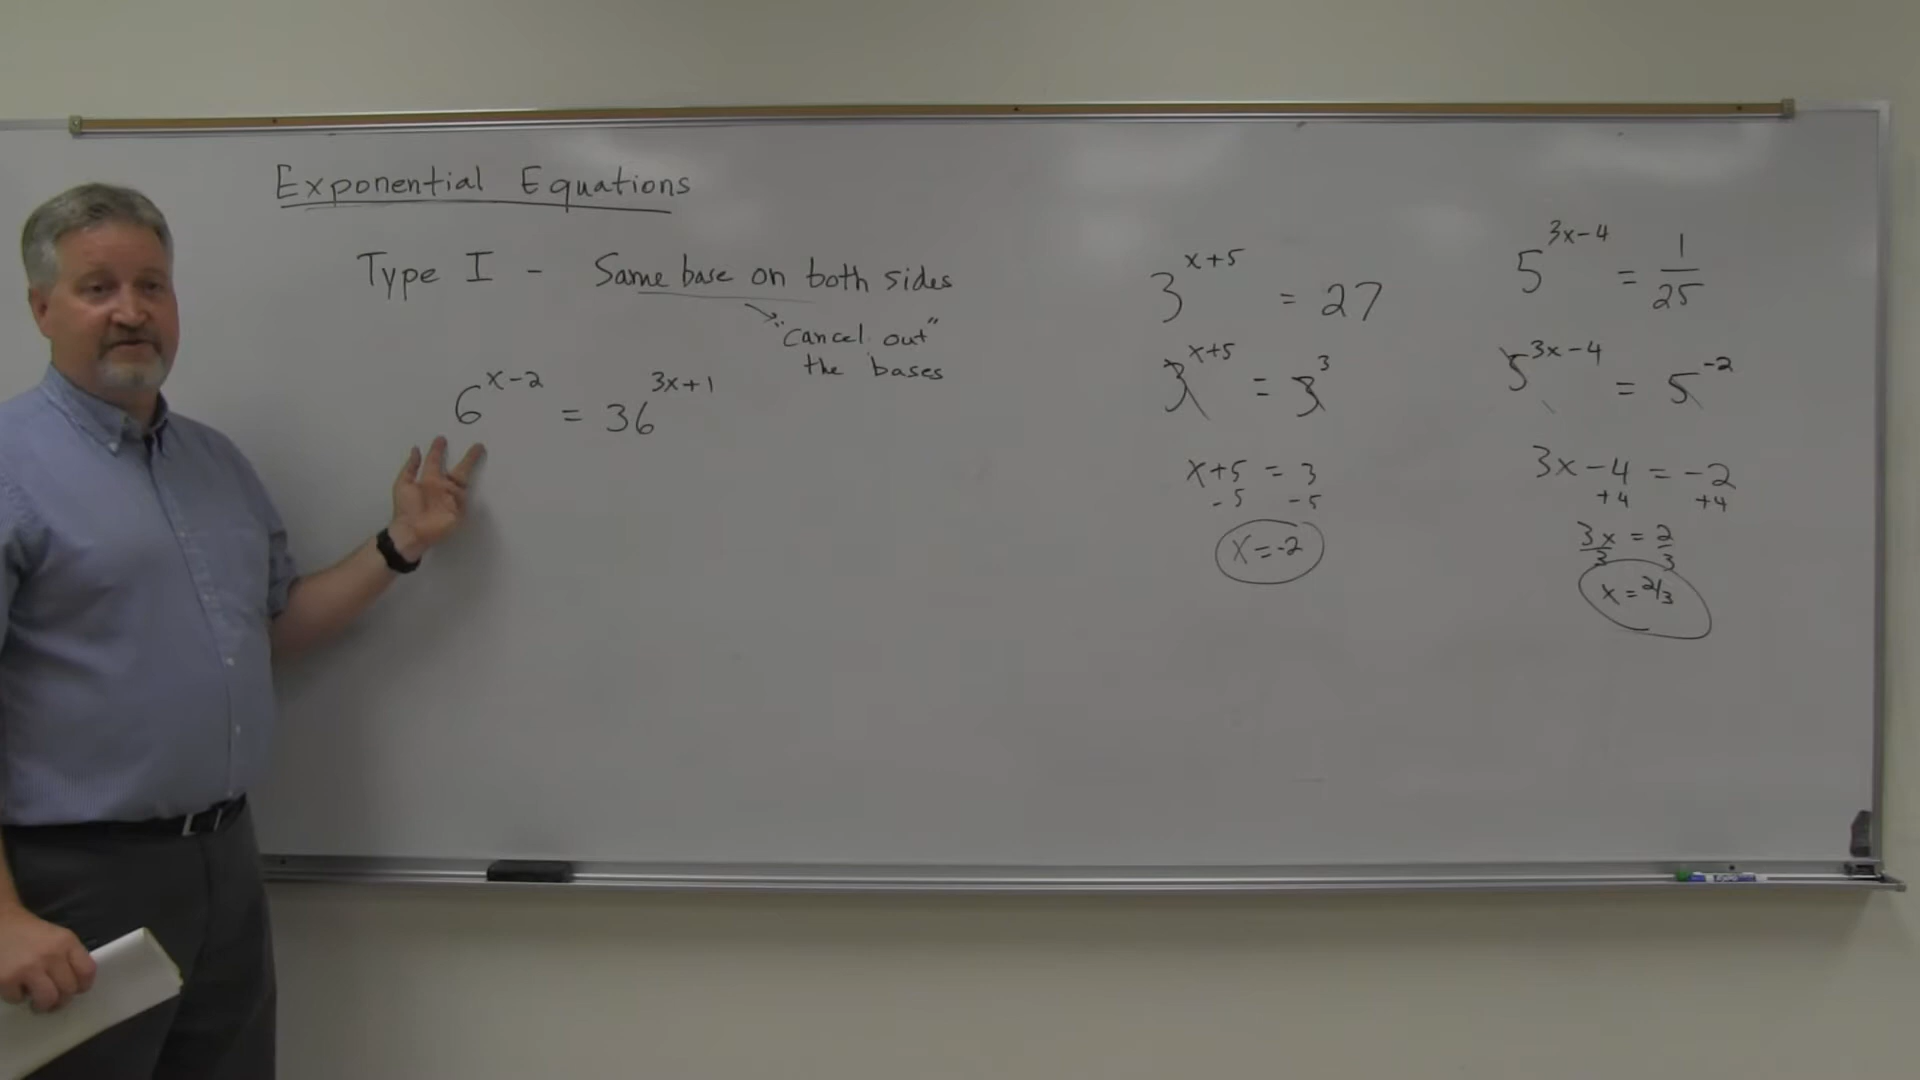 Exponential Equations
Type I - Same base on both sides
"Cancel out"
the bases
6^{x-2} = 36^{3x+1}
3^{x+5} = 27
3^{x+5} = 3^3
x+5 = 3
-5 -5
x = -2
5^{3x-4} = 1/25
5^{3x-4} = 5^{-2}
3x-4 = -2
+4 +4
3x/3 = 2/3
x = 2/3